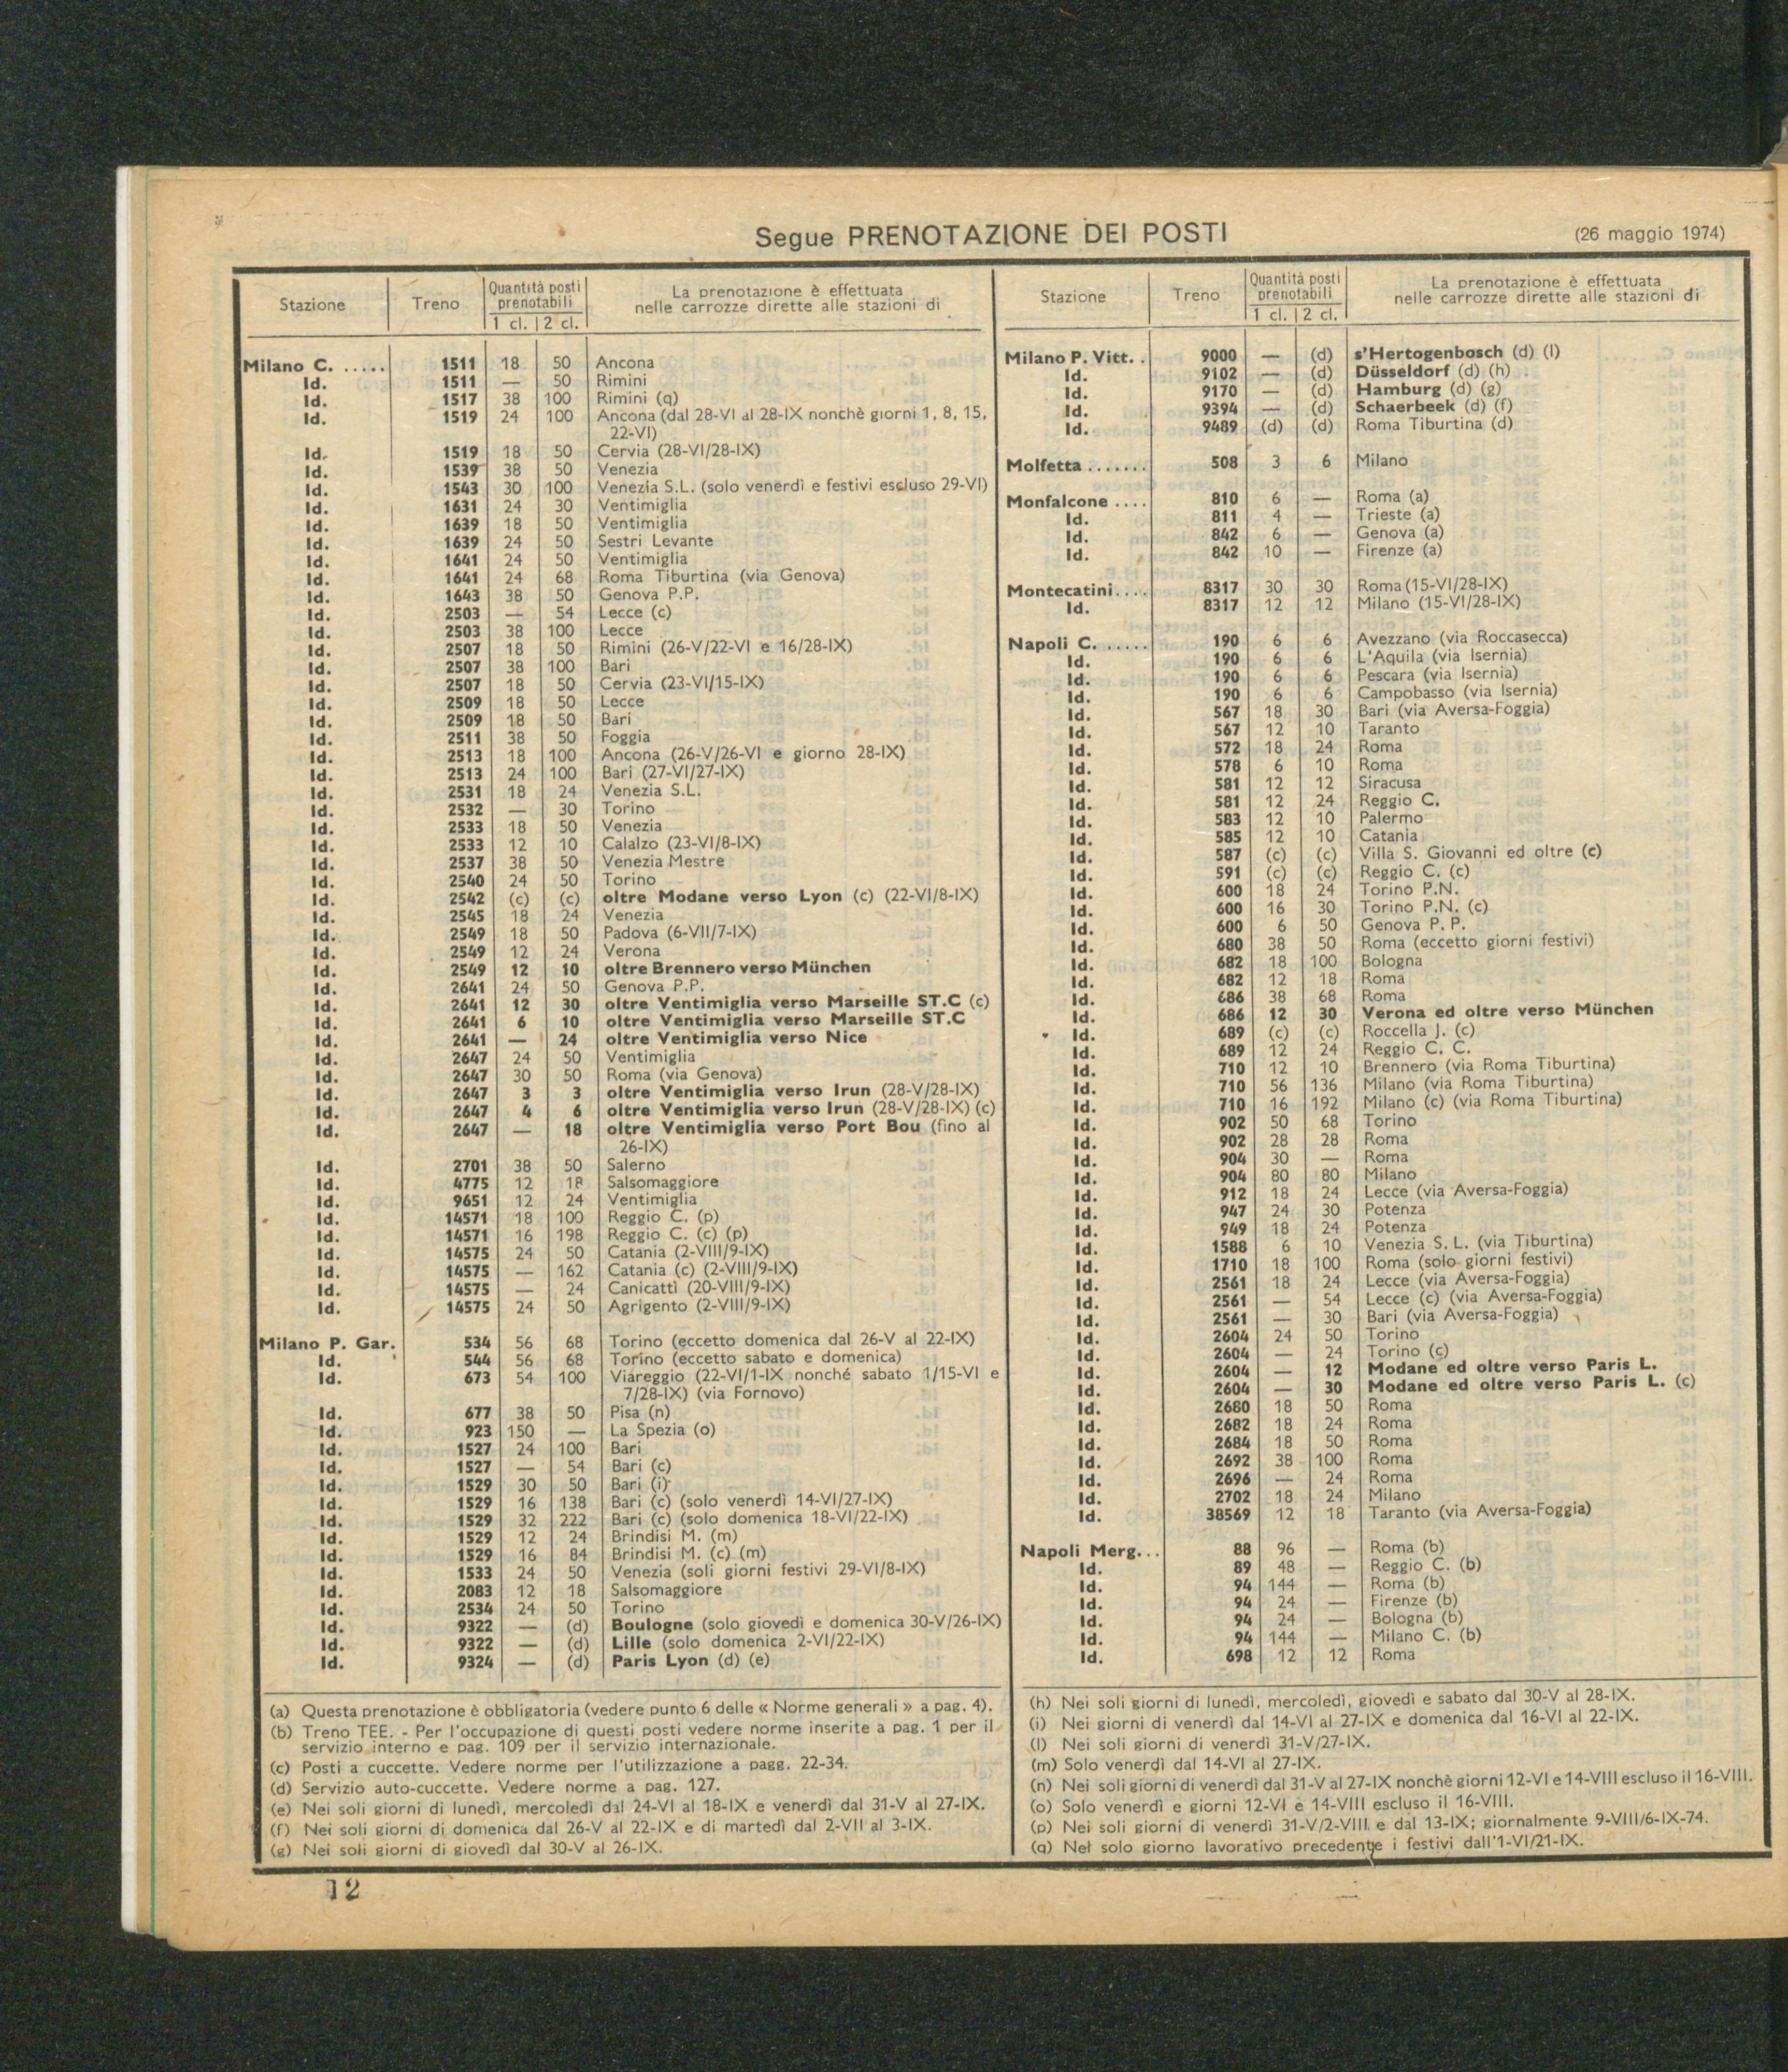 Segue PRENOTAZIONE DEI POSTI
(26 maggio 1974)
Stazione
Treno
Quantità posti
prenotabili
1 cl. 2 cl.
La prenotazione è effettuata
nelle carrozze dirette alle stazioni di
Milano C. ..... 1511 18 50 Ancona
Id. 1511 — 50 Rimini
Id. 1517 38 100 Rimini (q)
Id. 1519 24 100 Ancona (dal 28-VI al 28-IX nonchè giorni 1, 8, 15,
22-VI)
Id. 1519 18 50 Cervia (28-VI/28-IX)
Id. 1539 38 50 Venezia
Id. 1543 30 100 Venezia S.L. (solo venerdì e festivi escluso 29-VI)
Id. 1631 24 30 Ventimiglia
Id. 1639 18 50 Ventimiglia
Id. 1639 24 50 Sestri Levante
Id. 1641 24 50 Ventimiglia
Id. 1641 24 68 Roma Tiburtina (via Genova)
Id. 1643 38 50 Genova P.P.
Id. 2503 — 54 Lecce (c)
Id. 2503 38 100 Lecce
Id. 2507 18 50 Rimini (26-V/22-VI e 16/28-IX)
Id. 2507 38 100 Bari
Id. 2507 18 50 Cervia (23-VI/15-IX)
Id. 2509 18 50 Lecce
Id. 2509 18 50 Bari
Id. 2511 38 50 Foggia
Id. 2513 18 100 Ancona (26-V/26-VI e giorno 28-IX)
Id. 2513 24 100 Bari (27-VI/27-IX)
Id. 2531 18 24 Venezia S.L.
Id. 2532 — 30 Torino
Id. 2533 18 50 Venezia
Id. 2533 12 10 Calalzo (23-VI/8-IX)
Id. 2537 38 50 Venezia Mestre
Id. 2540 24 50 Torino
Id. 2542 (c) (c) oltre Modane verso Lyon (c) (22-VI/8-IX)
Id. 2545 18 24 Venezia
Id. 2549 18 50 Padova (6-VII/7-IX)
Id. 2549 12 24 Verona
Id. 2549 12 10 oltre Brennero verso München
Id. 2641 24 50 Genova P.P.
Id. 2641 12 30 oltre Ventimiglia verso Marseille ST.C (c)
Id. 2641 6 10 oltre Ventimiglia verso Marseille ST.C
Id. 2641 — 24 oltre Ventimiglia verso Nice
Id. 2647 24 50 Ventimiglia
Id. 2647 30 50 Roma (via Genova)
Id. 2647 3 3 oltre Ventimiglia verso Irun (28-V/28-IX)
Id. 2647 4 6 oltre Ventimiglia verso Irun (28-V/28-IX) (c)
Id. 2647 — 18 oltre Ventimiglia verso Port Bou (fino al
26-IX)
Id. 2701 38 50 Salerno
Id. 4775 12 18 Salsomaggiore
Id. 9651 12 24 Ventimiglia
Id. 14571 18 100 Reggio C. (p)
Id. 14571 16 198 Reggio C. (c) (p)
Id. 14575 24 50 Catania (2-VIII/9-IX)
Id. 14575 — 162 Catania (c) (2-VIII/9-IX)
Id. 14575 — 24 Canicattì (20-VIII/9-IX)
Id. 14575 24 50 Agrigento (2-VIII/9-IX)
Milano P. Gar. 534 56 68 Torino (eccetto domenica dal 26-V al 22-IX)
Id. 544 56 68 Torino (eccetto sabato e domenica)
Id. 673 54 100 Viareggio (22-VI/1-IX nonché sabato 1/15-VI e
7/28-IX) (via Fornovo)
Id. 677 38 50 Pisa (n)
Id. 923 150 — La Spezia (o)
Id. 1527 24 100 Bari
Id. 1527 — 54 Bari (c)
Id. 1529 30 50 Bari (i)
Id. 1529 16 138 Bari (c) (solo venerdì 14-VI/27-IX)
Id. 1529 32 222 Bari (c) (solo domenica 18-VI/22-IX)
Id. 1529 12 24 Brindisi M. (m)
Id. 1529 16 84 Brindisi M. (c) (m)
Id. 1533 24 50 Venezia (soli giorni festivi 29-VI/8-IX)
Id. 2083 12 18 Salsomaggiore
Id. 2534 24 50 Torino
Id. 9322 — (d) Boulogne (solo giovedì e domenica 30-V/26-IX)
Id. 9322 — (d) Lille (solo domenica 2-VI/22-IX)
Id. 9324 — (d) Paris Lyon (d) (e)
(a) Questa prenotazione è obbligatoria (vedere punto 6 delle « Norme generali » a pag. 4).
(b) Treno TEE. - Per l'occupazione di questi posti vedere norme inserite a pag. 1 per il
servizio interno e pag. 109 per il servizio internazionale.
(c) Posti a cuccette. Vedere norme per l'utilizzazione a pagg. 22-34.
(d) Servizio auto-cuccette. Vedere norme a pag. 127.
(e) Nei soli giorni di lunedì, mercoledì dal 24-VI al 18-IX e venerdì dal 31-V al 27-IX.
(f) Nei soli giorni di domenica dal 26-V al 22-IX e di martedì dal 2-VII al 3-IX.
(g) Nei soli giorni di giovedì dal 30-V al 26-IX.
12
Stazione
Treno
Quantità posti
prenotabili
1 cl. 2 cl.
La prenotazione è effettuata
nelle carrozze dirette alle stazioni di
Milano P. Vitt. . 9000 — (d) s'Hertogenbosch (d) (l)
Id. 9102 — (d) Düsseldorf (d) (h)
Id. 9170 — (d) Hamburg (d) (g)
Id. 9394 — (d) Schaerbeek (d) (f)
Id. 9489 (d) (d) Roma Tiburtina (d)
Molfetta ....... 508 3 6 Milano
Monfalcone .... 810 6 — Roma (a)
Id. 811 4 — Trieste (a)
Id. 842 6 — Genova (a)
Id. 842 10 — Firenze (a)
Montecatini.... 8317 30 30 Roma (15-VI/28-IX)
Id. 8317 12 12 Milano (15-VI/28-IX)
Napoli C. ..... 190 6 6 Avezzano (via Roccasecca)
Id. 190 6 6 L'Aquila (via Isernia)
Id. 190 6 6 Pescara (via Isernia)
Id. 190 6 6 Campobasso (via Isernia)
Id. 567 18 30 Bari (via Aversa-Foggia)
Id. 567 12 10 Taranto
Id. 572 18 24 Roma
Id. 578 6 10 Roma
Id. 581 12 12 Siracusa
Id. 581 12 24 Reggio C.
Id. 583 12 10 Palermo
Id. 585 12 10 Catania
Id. 587 (c) (c) Villa S. Giovanni ed oltre (c)
Id. 591 (c) (c) Reggio C. (c)
Id. 600 18 24 Torino P.N.
Id. 600 16 30 Torino P.N. (c)
Id. 600 6 50 Genova P. P.
Id. 680 38 50 Roma (eccetto giorni festivi)
Id. 682 18 100 Bologna
Id. 682 12 18 Roma
Id. 686 38 68 Roma
Id. 686 12 30 Verona ed oltre verso München
Id. 689 (c) (c) Roccella J. (c)
Id. 689 12 24 Reggio C. C.
Id. 710 12 10 Brennero (via Roma Tiburtina)
Id. 710 56 136 Milano (via Roma Tiburtina)
Id. 710 16 192 Milano (c) (via Roma Tiburtina)
Id. 902 50 68 Torino
Id. 902 28 28 Roma
Id. 904 30 — Roma
Id. 904 80 80 Milano
Id. 912 18 24 Lecce (via Aversa-Foggia)
Id. 947 24 30 Potenza
Id. 949 18 24 Potenza
Id. 1588 6 10 Venezia S. L. (via Tiburtina)
Id. 1710 18 100 Roma (solo giorni festivi)
Id. 2561 18 24 Lecce (via Aversa-Foggia)
Id. 2561 — 54 Lecce (c) (via Aversa-Foggia)
Id. 2561 — 30 Bari (via Aversa-Foggia)
Id. 2604 24 50 Torino
Id. 2604 — 24 Torino (c)
Id. 2604 — 12 Modane ed oltre verso Paris L.
Id. 2604 — 30 Modane ed oltre verso Paris L. (c)
Id. 2680 18 50 Roma
Id. 2682 18 24 Roma
Id. 2684 18 50 Roma
Id. 2692 38 100 Roma
Id. 2696 — 24 Roma
Id. 2702 18 24 Milano
Id. 38569 12 18 Taranto (via Aversa-Foggia)
Napoli Merg... 88 96 — Roma (b)
Id. 89 48 — Reggio C. (b)
Id. 94 144 — Roma (b)
Id. 94 24 — Firenze (b)
Id. 94 24 — Bologna (b)
Id. 94 144 — Milano C. (b)
Id. 698 12 12 Roma
(h) Nei soli giorni di lunedì, mercoledì, giovedì e sabato dal 30-V al 28-IX.
(i) Nei giorni di venerdì dal 14-VI al 27-IX e domenica dal 16-VI al 22-IX.
(l) Nei soli giorni di venerdì 31-V/27-IX.
(m) Solo venerdì dal 14-VI al 27-IX.
(n) Nei soli giorni di venerdì dal 31-V al 27-IX nonchè giorni 12-VI e 14-VIII escluso il 16-VIII.
(o) Solo venerdì e giorni 12-VI e 14-VIII escluso il 16-VIII.
(p) Nei soli giorni di venerdì 31-V/2-VIII e dal 13-IX; giornalmente 9-VIII/6-IX-74.
(q) Nel solo giorno lavorativo precedente i festivi dall'1-VI/21-IX.